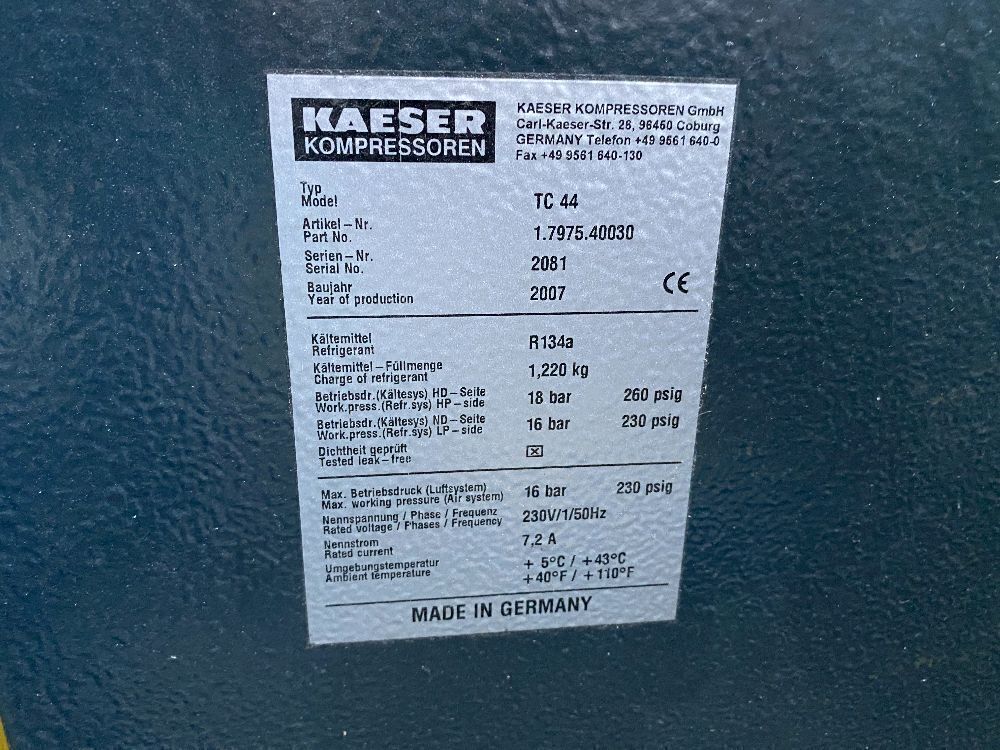 KAESER
KOMPRESSOREN
KAESER KOMPRESSOREN GmbH
Carl-Kaeser-Str. 26, 96450 Coburg
GERMANY Telefon +49 9561 640-0
Fax +49 9561 640-130
Typ
Model TC 44
Artikel – Nr.
Part No. 1.7975.40030
Serien – Nr.
Serial No. 2081
Baujahr
Year of production 2007
CE
Kältemittel
Refrigerant R134a
Kältemittel – Füllmenge
Charge of refrigerant 1,220 kg
Betriebsdr.(Kältesys) HD – Seite
Work.press.(Refr.sys) HP – side 18 bar 260 psig
Betriebsdr.(Kältesys) ND – Seite
Work.press.(Refr.sys) LP – side 16 bar 230 psig
Dichtheit geprüft
Tested leak – free ☒
Max. Betriebsdruck (Luftsystem)
Max. working pressure (Air system) 16 bar 230 psig
Nennspannung / Phase / Frequenz
Rated voltage / Phases / Frequency 230V/1/50Hz
Nennstrom
Rated current 7,2 A
Umgebungstemperatur + 5°C / +43°C
Ambient temperature +40°F / +110°F
MADE IN GERMANY